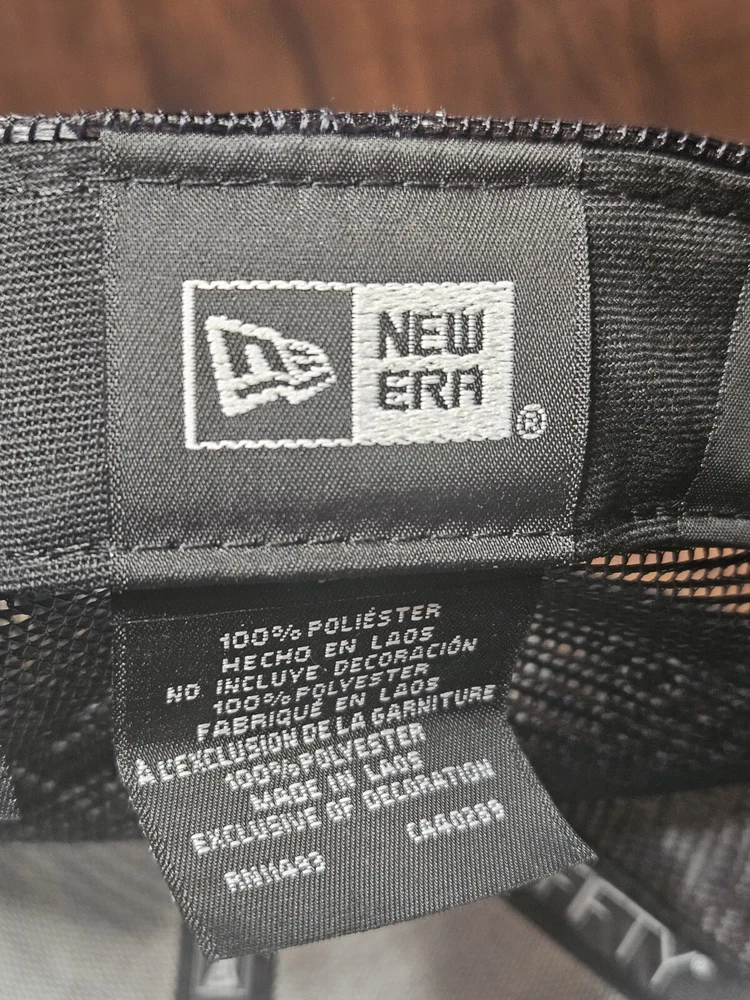 NEW
ERA
®
100% POLIÉSTER
HECHO EN LAOS
NO INCLUYE DECORACIÓN
100% POLYESTER
FABRIQUÉ EN LAOS
À L'EXCLUSION DE LA GARNITURE
100% POLYESTER
MADE IN LAOS
EXCLUSIVE OF DECORATION
CA40289
RN11493